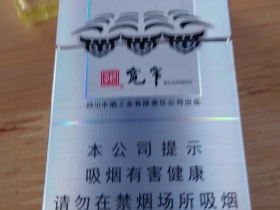 宽窄
四川中烟工业有限责任公司出品
本公司提示
吸烟有害健康
请勿在禁烟场所吸烟